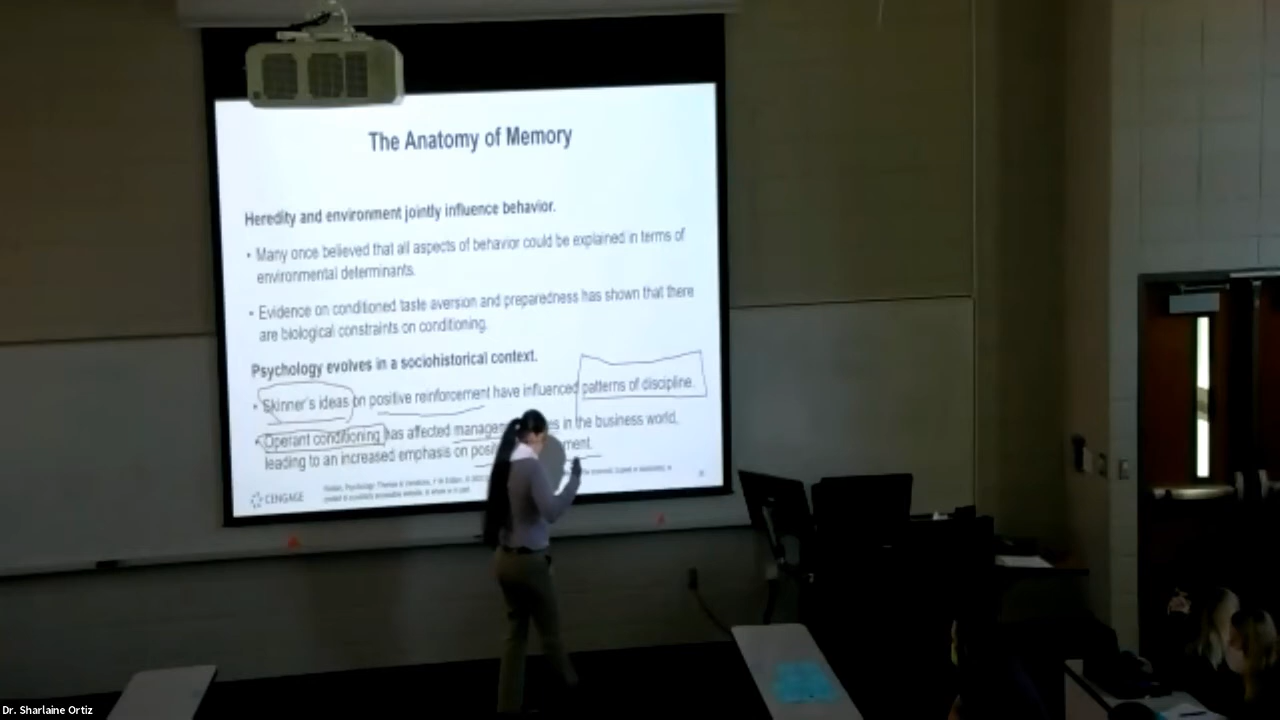 The Anatomy of Memory
Heredity and environment jointly influence behavior.
• Many once believed that all aspects of behavior could be explained in terms of
environmental determinants.
• Evidence on conditioned taste aversion and preparedness has shown that there
are biological constraints on conditioning.
Psychology evolves in a sociohistorical context.
• Skinner's ideas on positive reinforcement have influenced patterns of discipline.
• Operant conditioning has affected in the business world,
leading to an increased emphasis on
CENGAGE
Dr. Sharlaine Ortiz